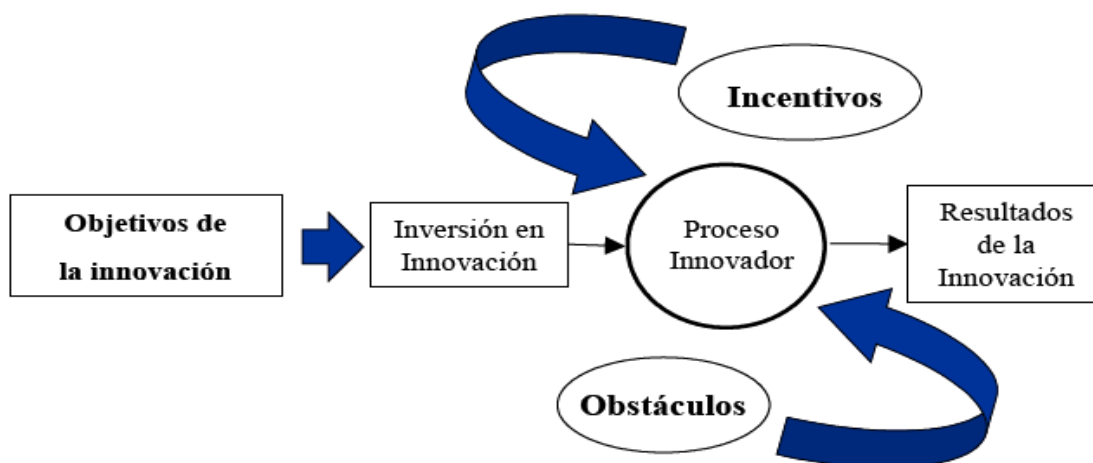 Incentivos
Objetivos de
la innovación
Inversión en
Innovación
Proceso
Innovador
Resultados
de la
Innovación
Obstáculos